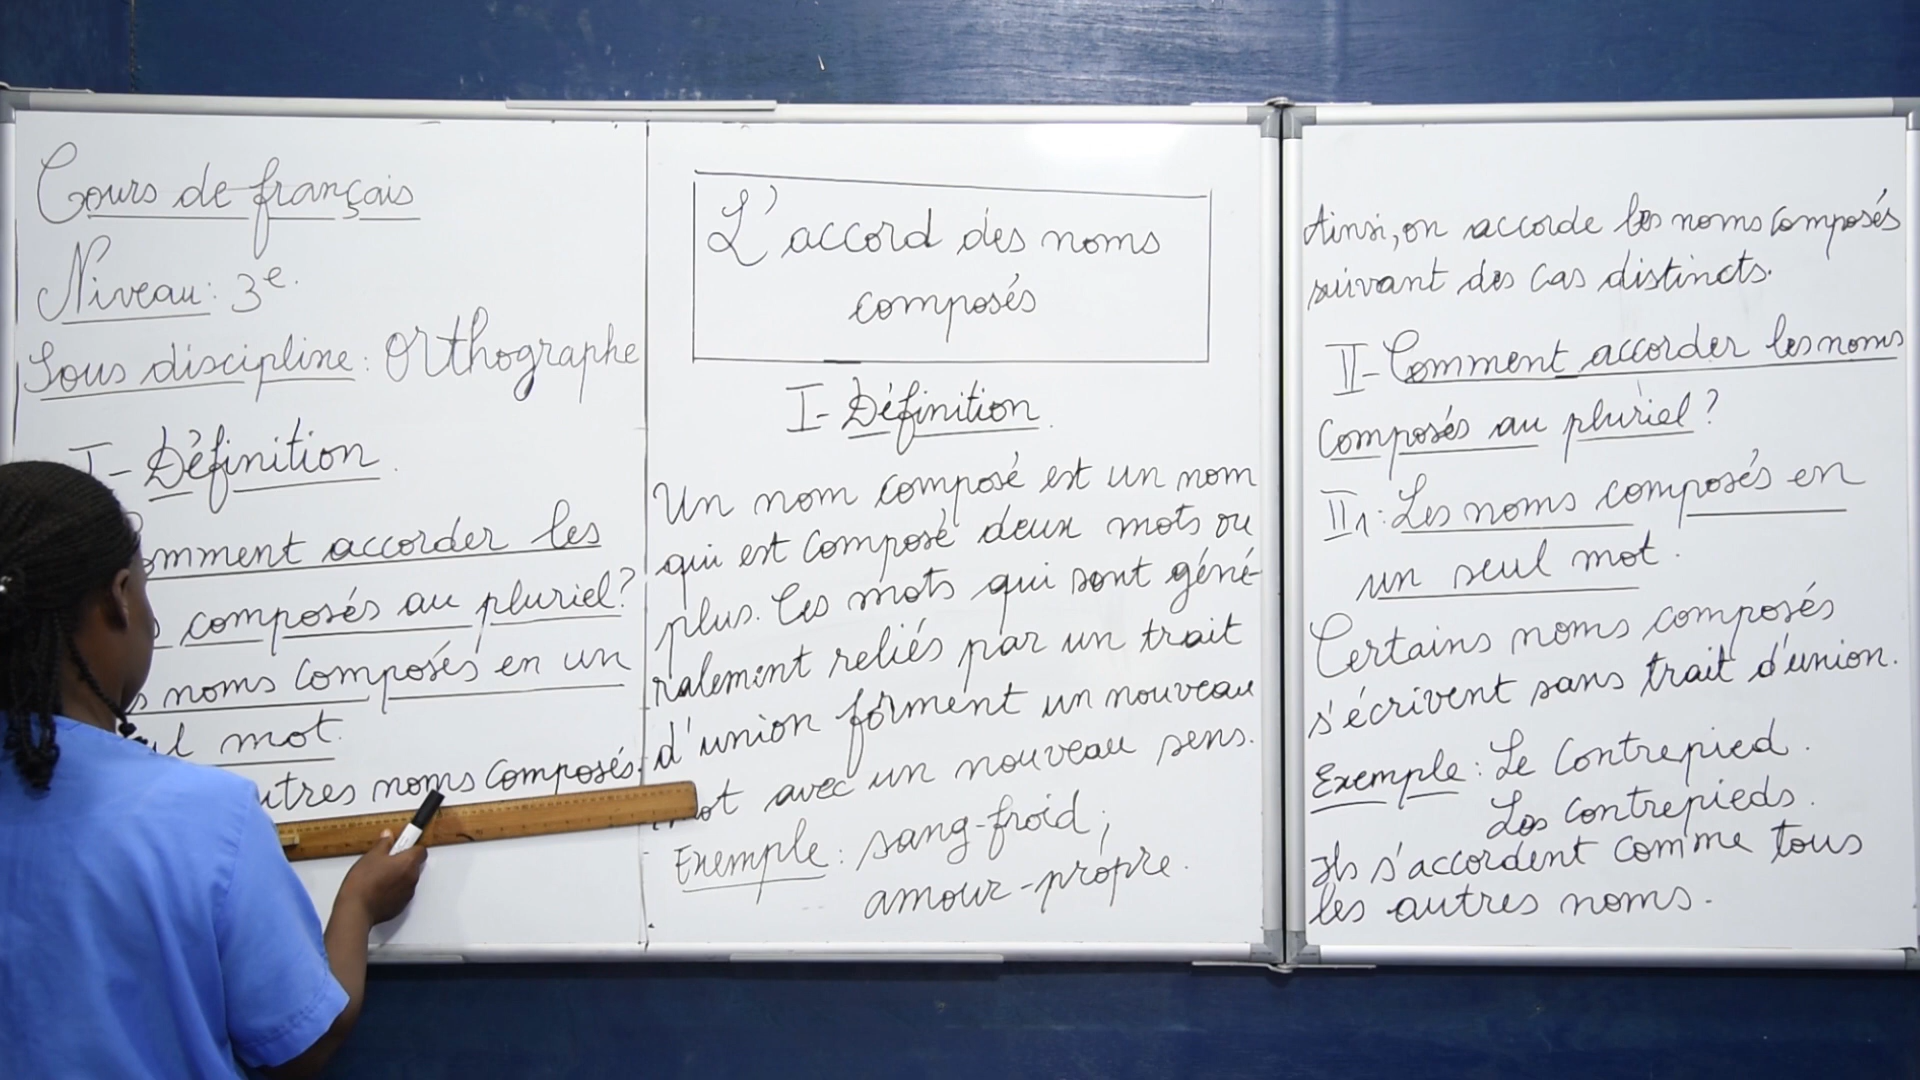 Cours de français
Niveau: 3e.
Sous discipline: Orthographe
I- Définition.
omment accorder les
composés au pluriel?
noms composés en un
mot.
utres noms composés.
L'accord des noms
composés
I- Définition.
Un nom composé est un nom
qui est composé deux mots ou
plus. Ces mots qui sont géné-
ralement reliés par un trait
d'union forment un nouveau
mot avec un nouveau sens.
Exemple: sang-froid;
amour-propre.
Ainsi, on accorde les noms composés
suivant des cas distincts.
II- Comment accorder les noms
composés au pluriel?
II1: Les noms composés en
un seul mot.
Certains noms composés
s'écrivent sans trait d'union.
Exemple: Le contrepied.
Les contrepieds.
Ils s'accordent comme tous
les autres noms.